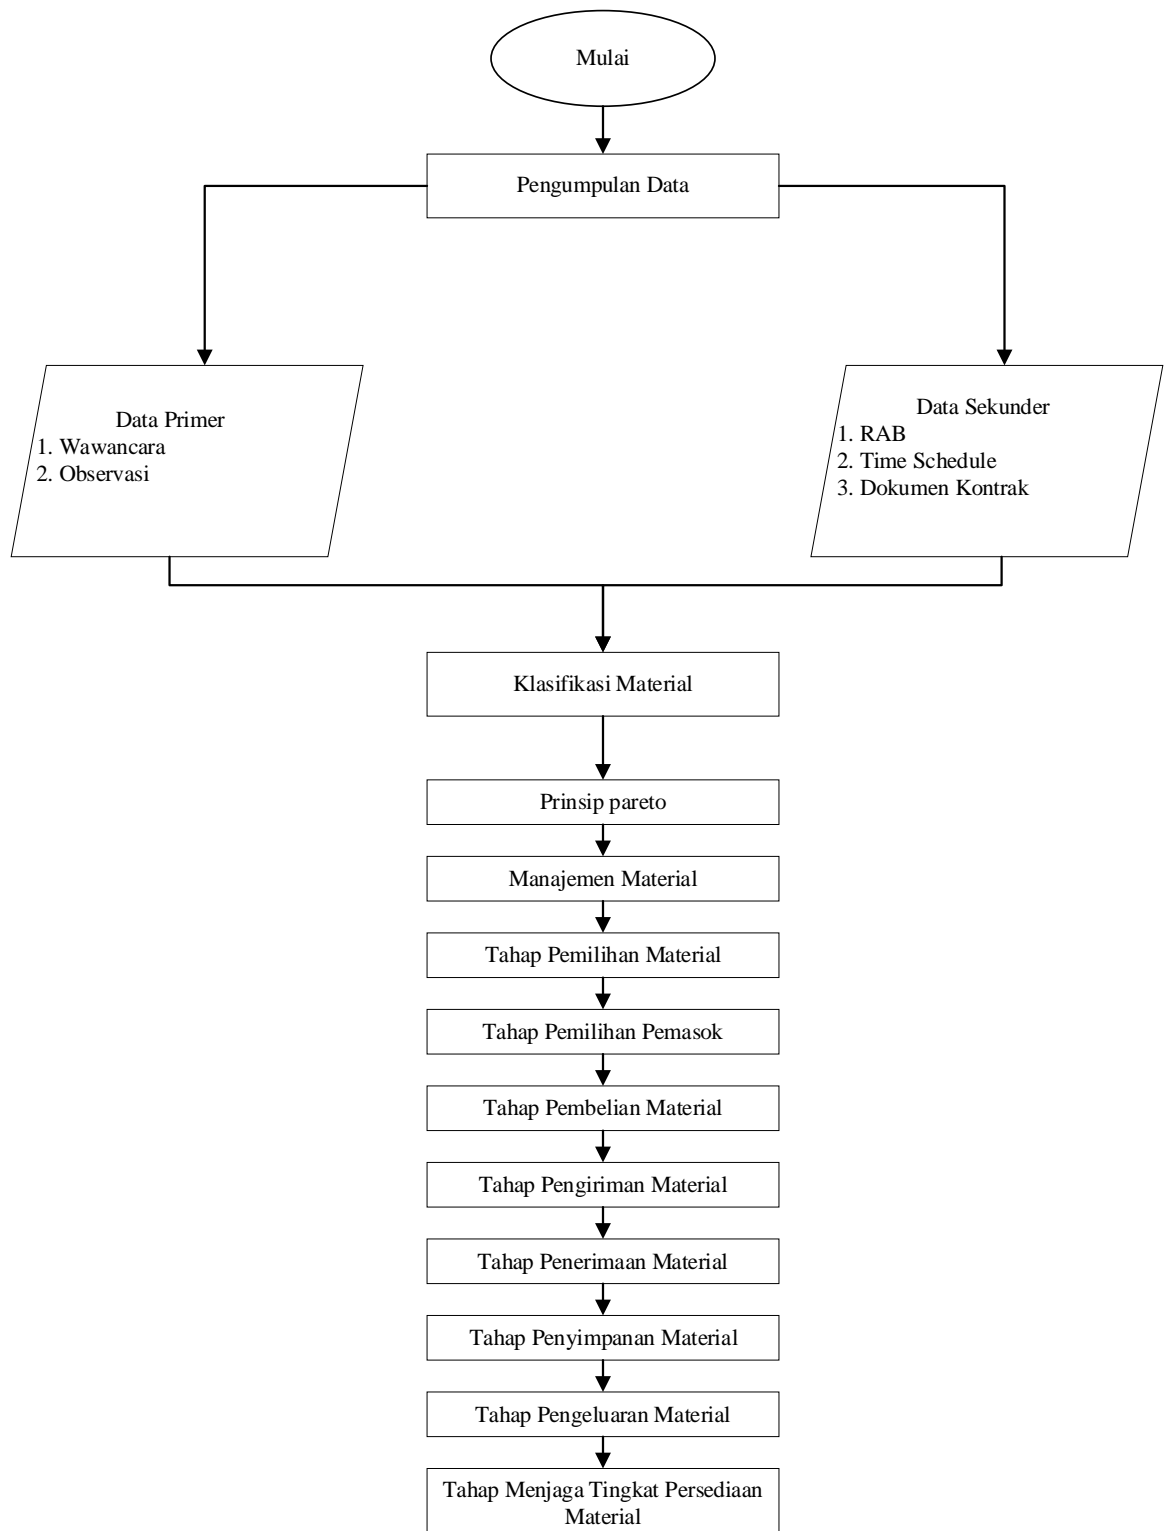 Mulai
Pengumpulan Data
Data Primer
1. Wawancara
2. Observasi
Data Sekunder
1. RAB
2. Time Schedule
3. Dokumen Kontrak
Klasifikasi Material
Prinsip pareto
Manajemen Material
Tahap Pemilihan Material
Tahap Pemilihan Pemasok
Tahap Pembelian Material
Tahap Pengiriman Material
Tahap Penerimaan Material
Tahap Penyimpanan Material
Tahap Pengeluaran Material
Tahap Menjaga Tingkat Persediaan
Material